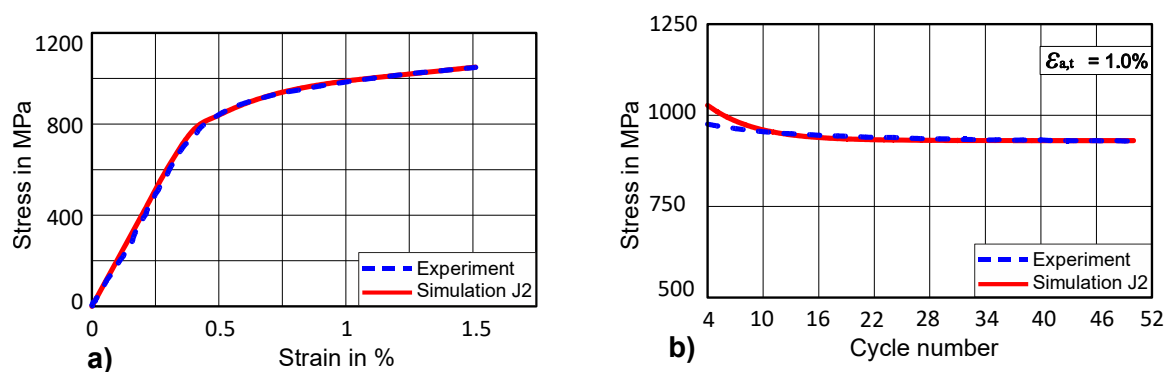 1200
800
400
0
0
0.5
1
1.5
Stress in MPa
Strain in %
Experiment
Simulation J2
a)
1250
1000
750
500
4
10
16
22
28
34
40
46
52
Stress in MPa
Cycle number
Ɛa,t = 1.0%
Experiment
Simulation J2
b)